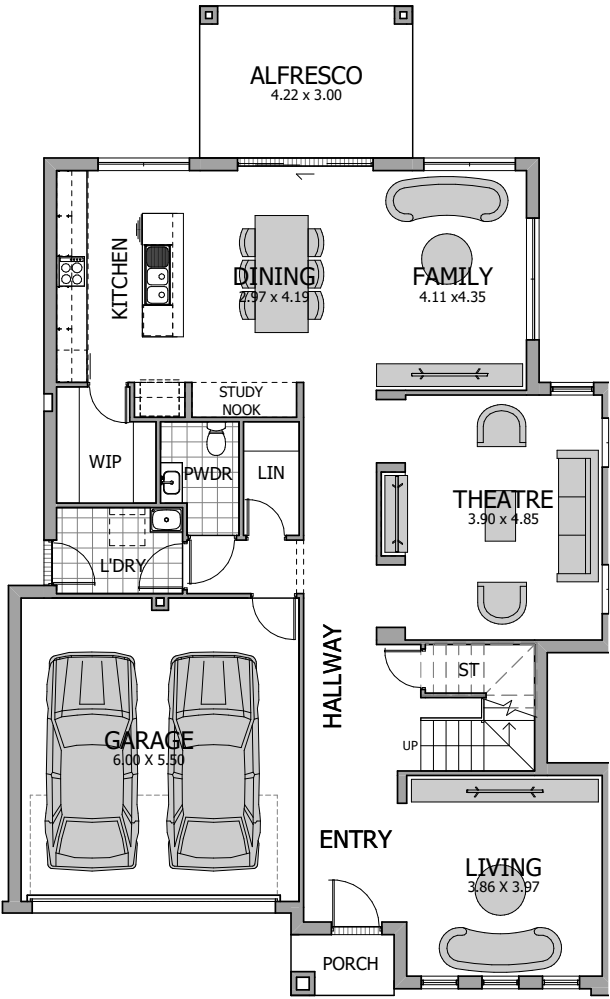 ALFRESCO
4.22 x 3.00
KITCHEN
DINING
2.97 x 4.19
FAMILY
4.11 x4.35
STUDY
NOOK
WIP
PWDR
LIN
THEATRE
3.90 x 4.85
L'DRY
HALLWAY
ST
UP
GARAGE
6.00 X 5.50
ENTRY
LIVING
3.86 X 3.97
PORCH